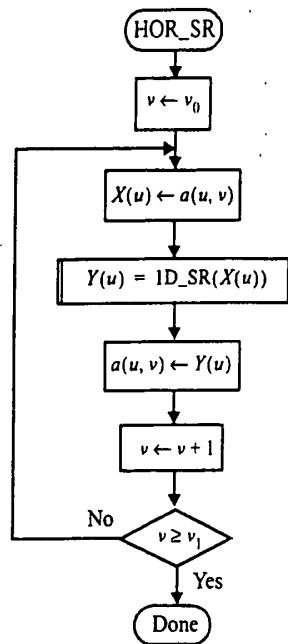 HOR_SR
v ← v₀
X(u) ← a(u, v)
Y(u) = 1D_SR(X(u))
a(u, v) ← Y(u)
v ← v + 1
No
v ≥ v₁
Yes
Done